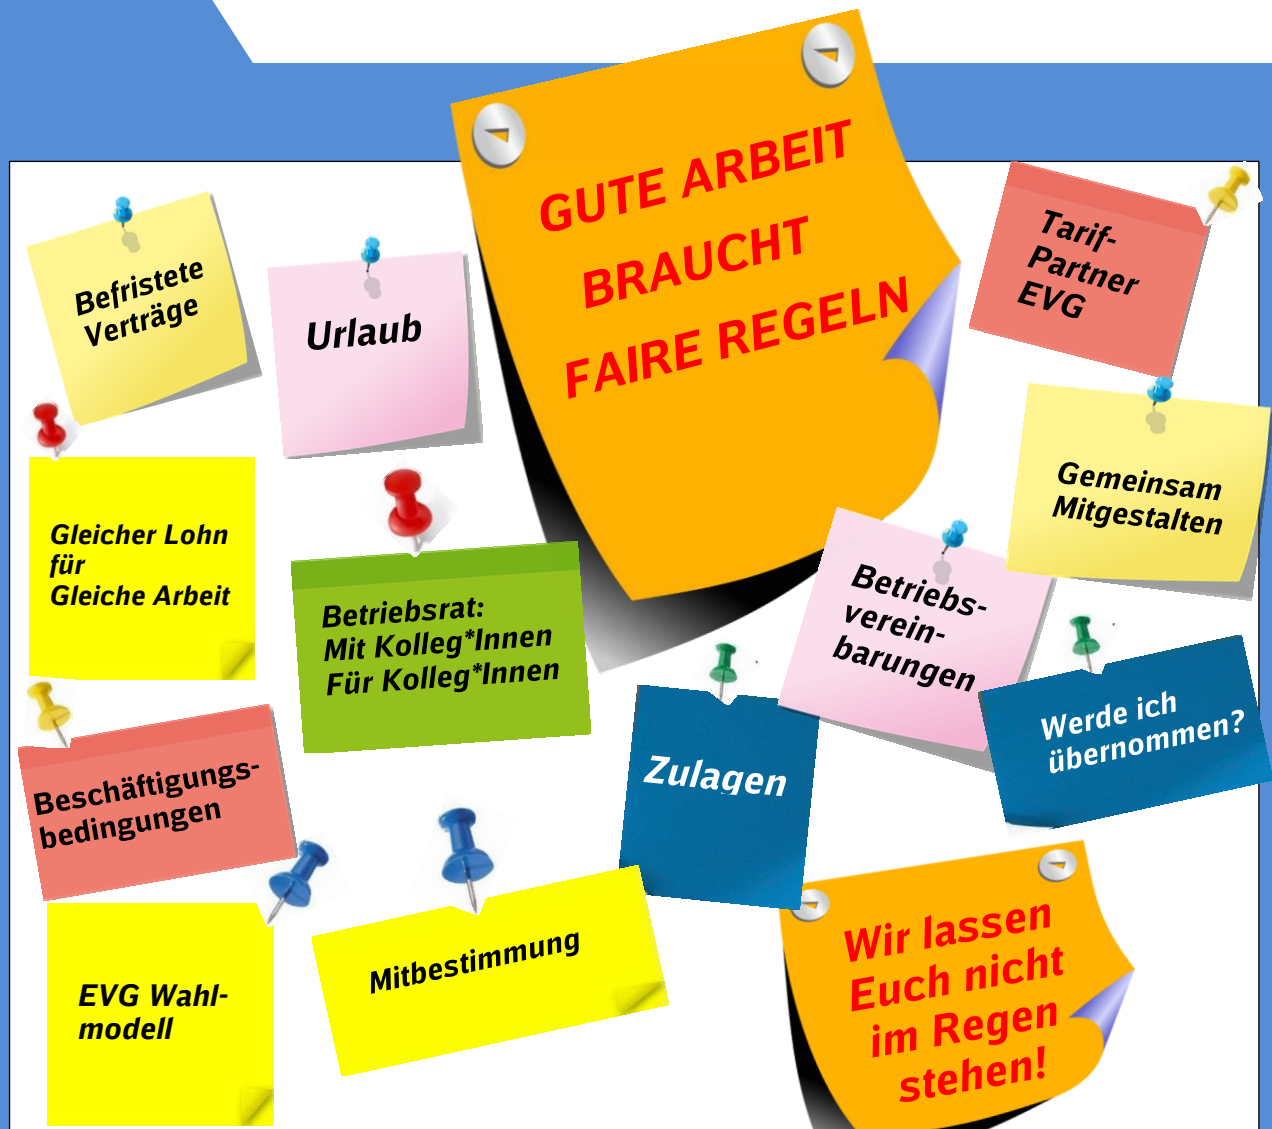 GUTE ARBEIT
BRAUCHT
FAIRE REGELN
Befristete
Verträge
Urlaub
Tarif-
Partner
EVG
Gleicher Lohn
für
Gleiche Arbeit
Betriebsrat:
Mit Kolleg*Innen
Für Kolleg*Innen
Gemeinsam
Mitgestalten
Betriebs-
verein-
barungen
Werde ich
übernommen?
Zulagen
Beschäftigungs-
bedingungen
EVG Wahl-
modell
Mitbestimmung
Wir lassen
Euch nicht
im Regen
stehen!